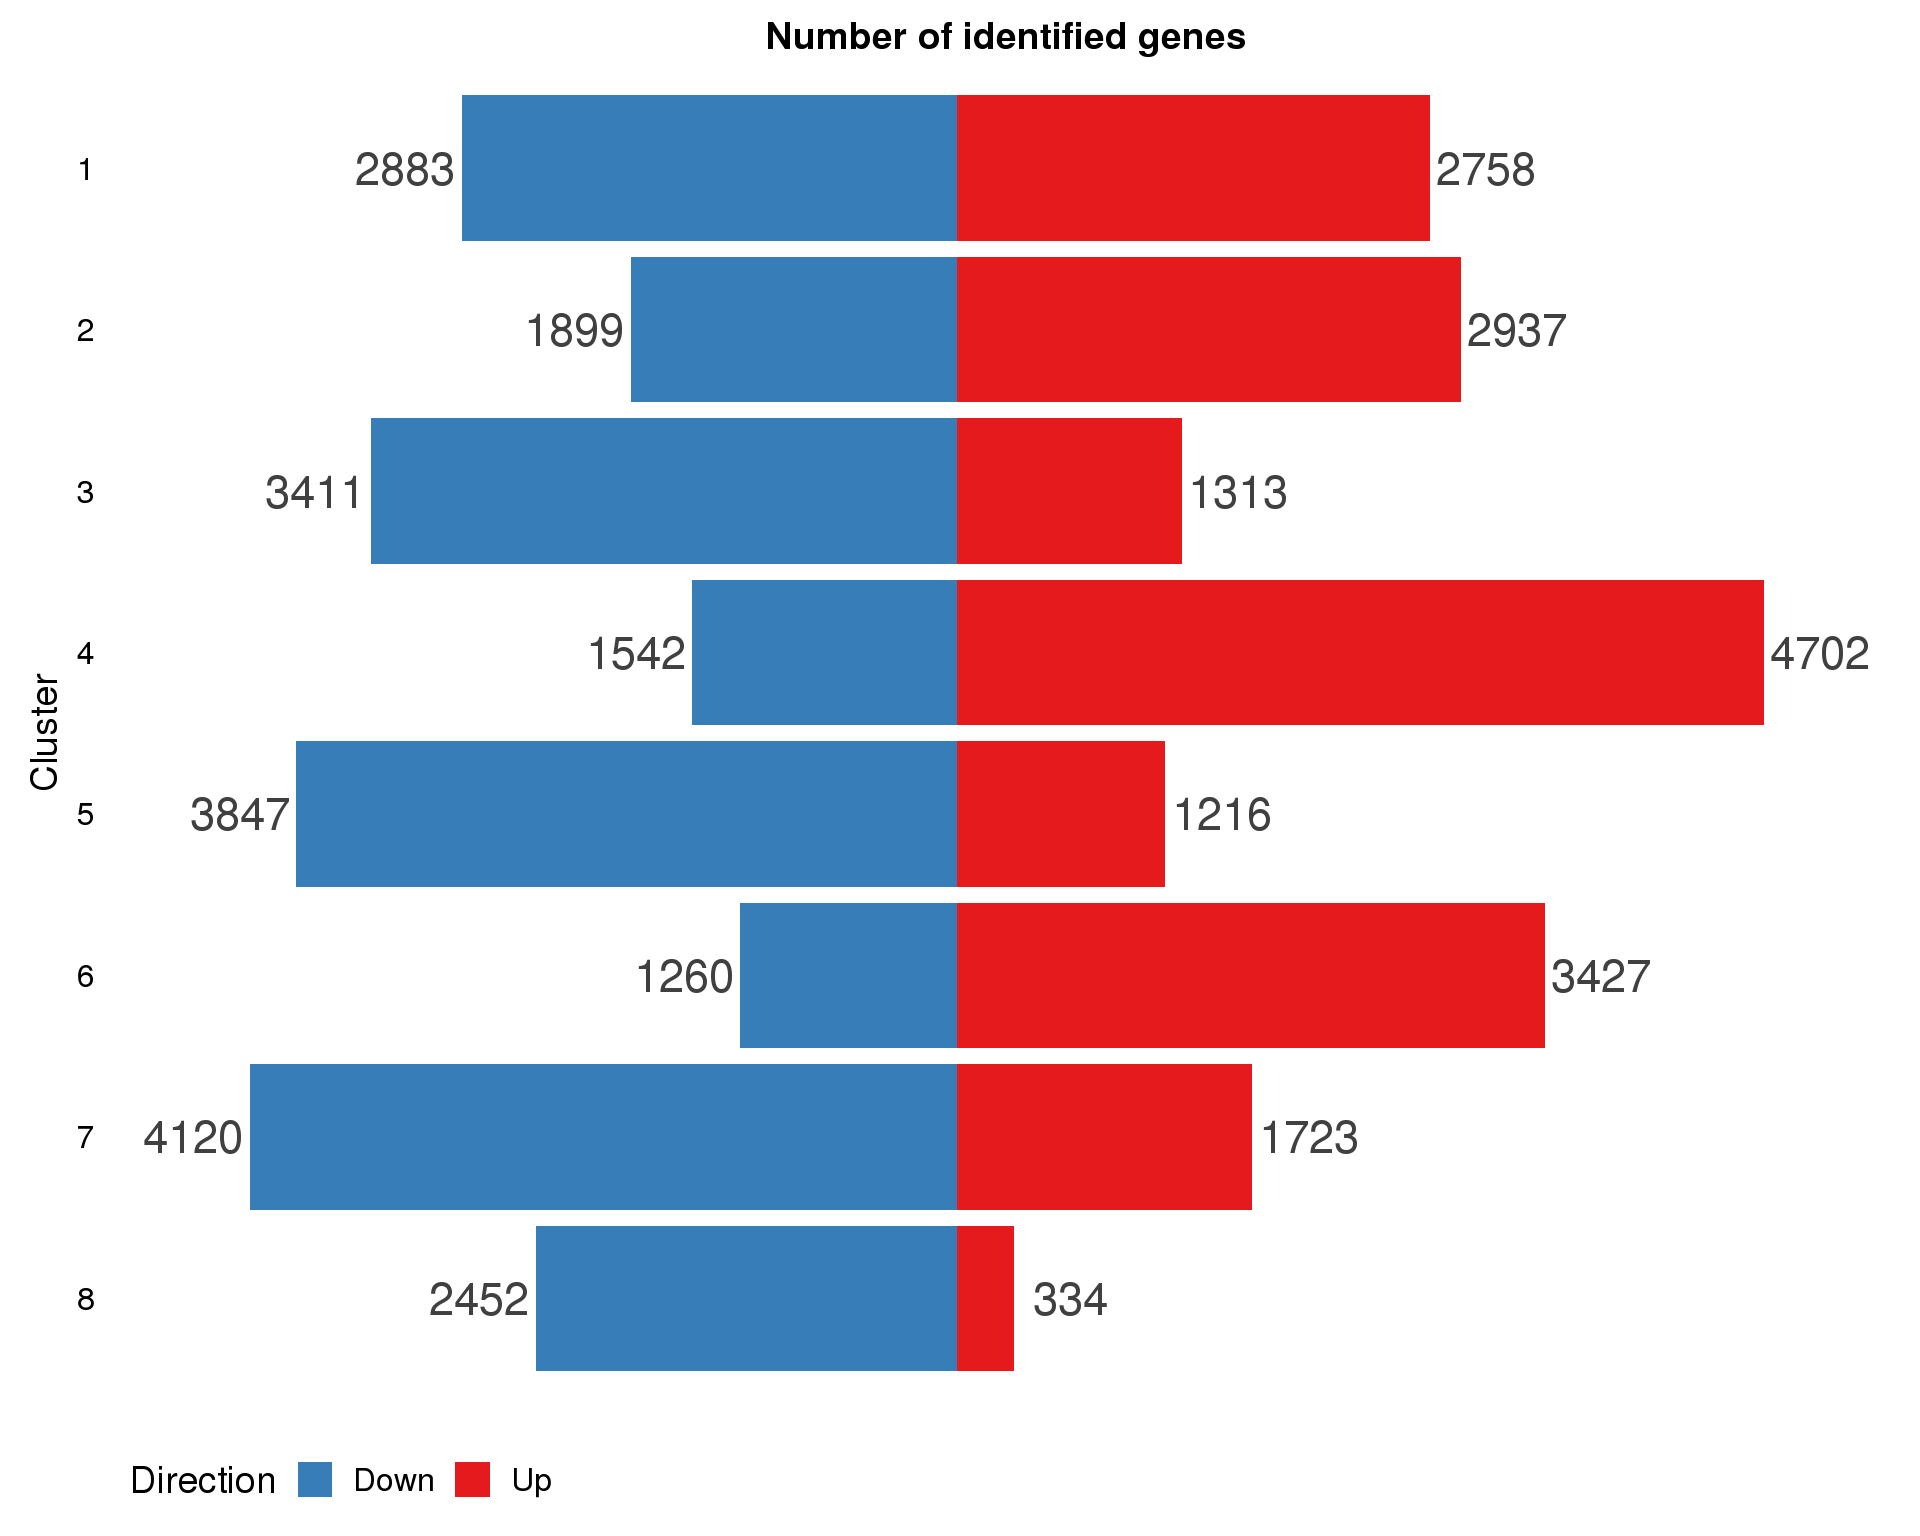 Number of identified genes
1 2883 2758
2 1899 2937
3 3411 1313
4 1542 4702
Cluster
5 3847 1216
6 1260 3427
7 4120 1723
8 2452 334
Direction Down Up